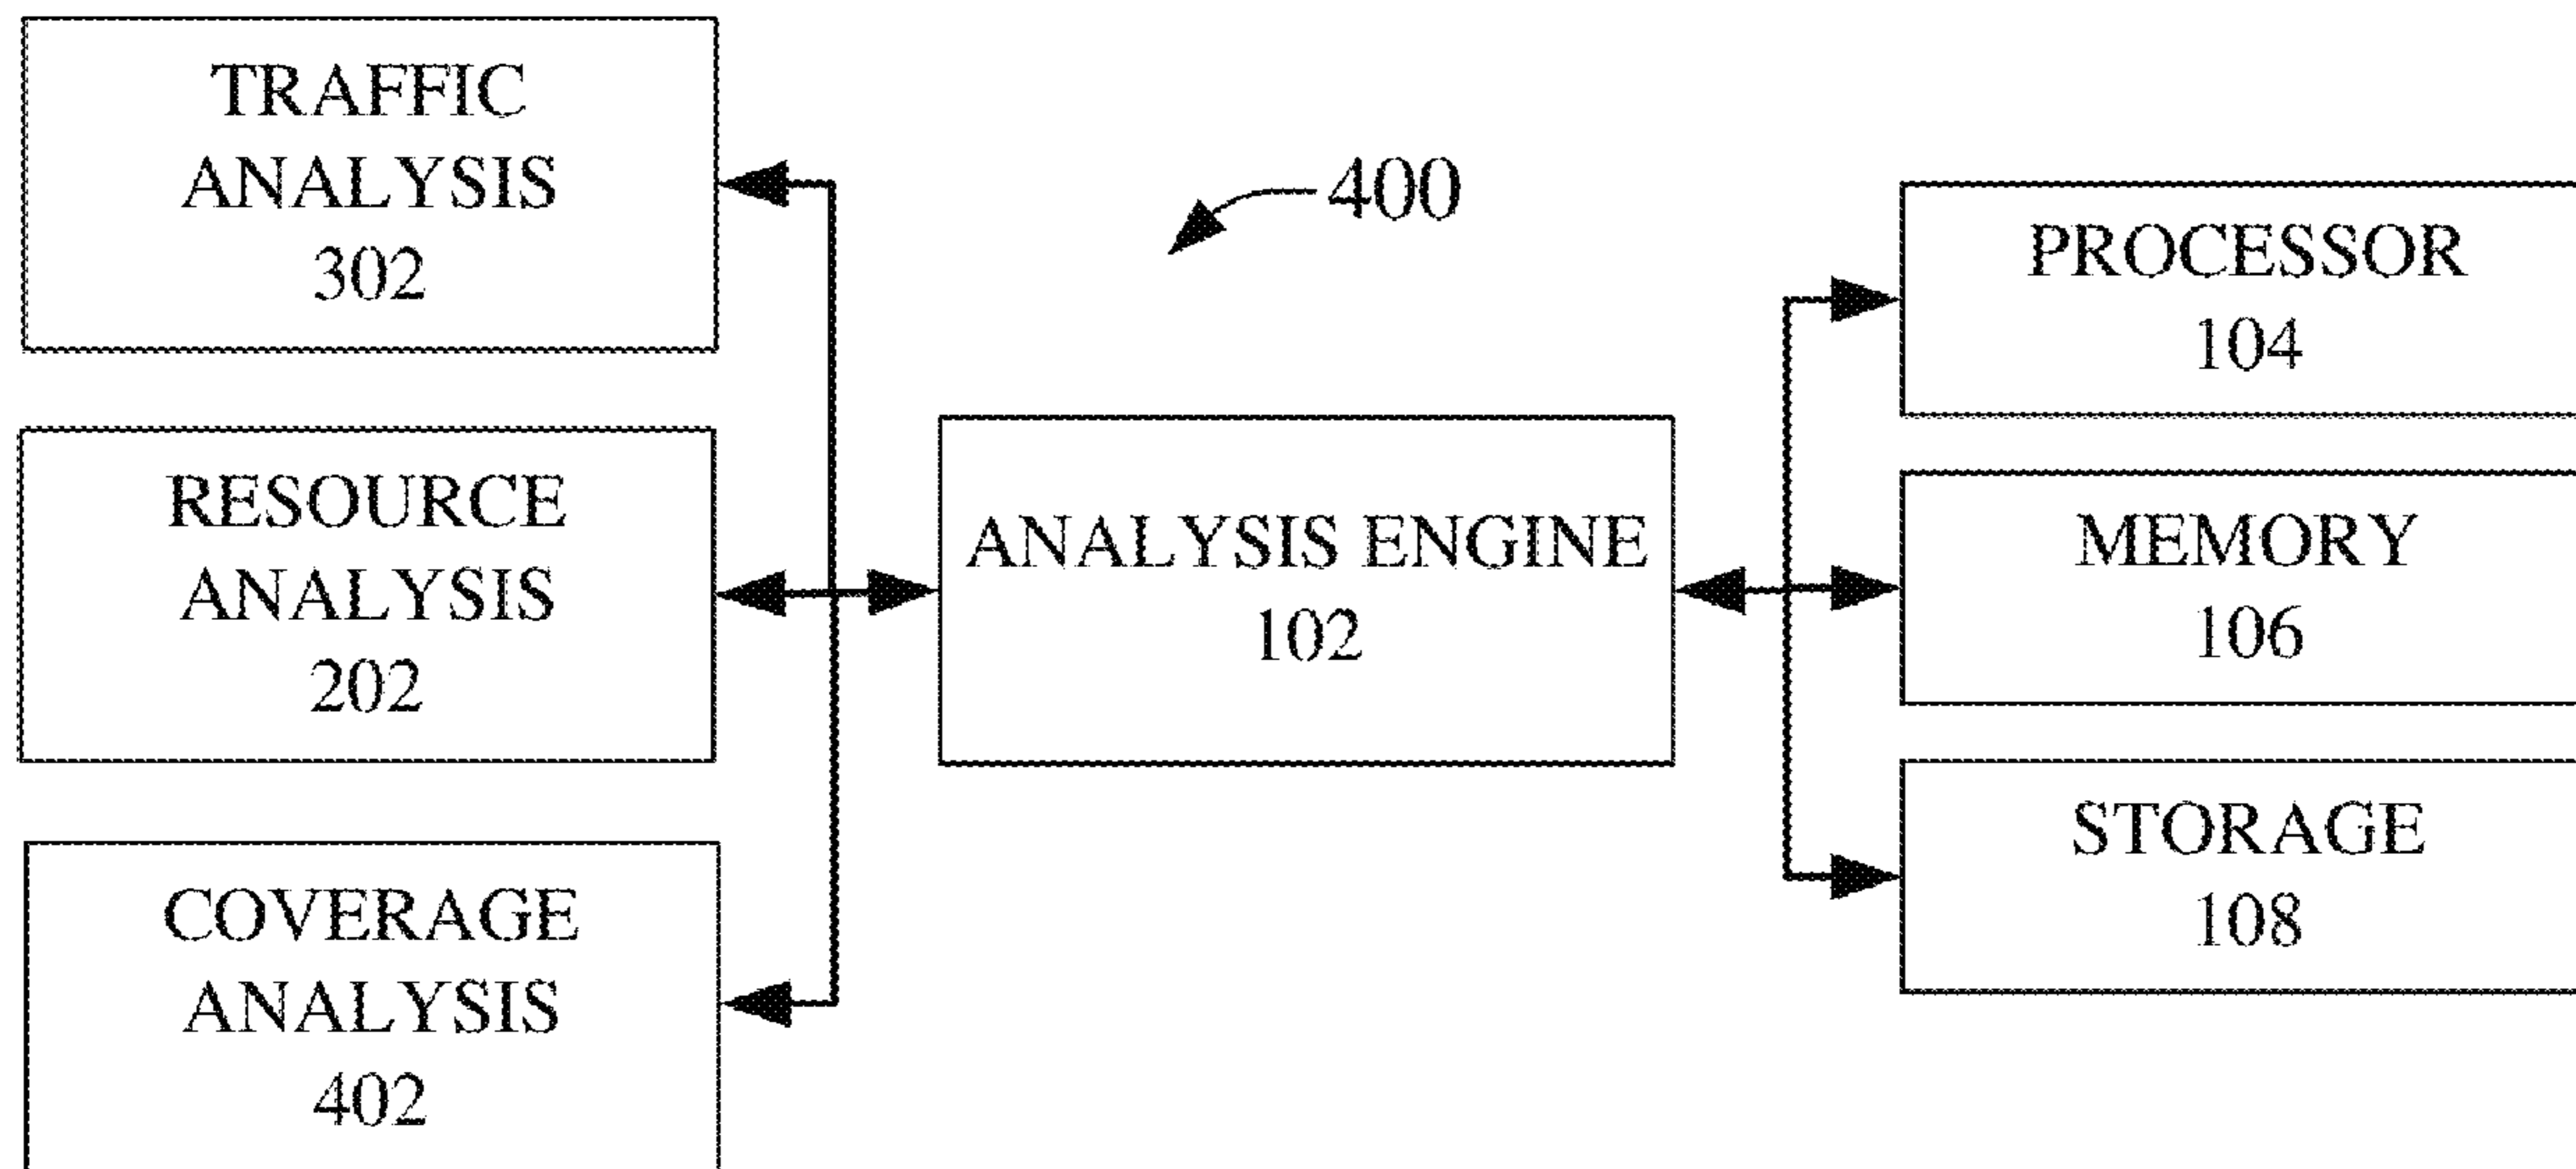 TRAFFIC
ANALYSIS
302
400
PROCESSOR
104
RESOURCE
ANALYSIS
202
ANALYSIS ENGINE
102
MEMORY
106
COVERAGE
ANALYSIS
402
STORAGE
108